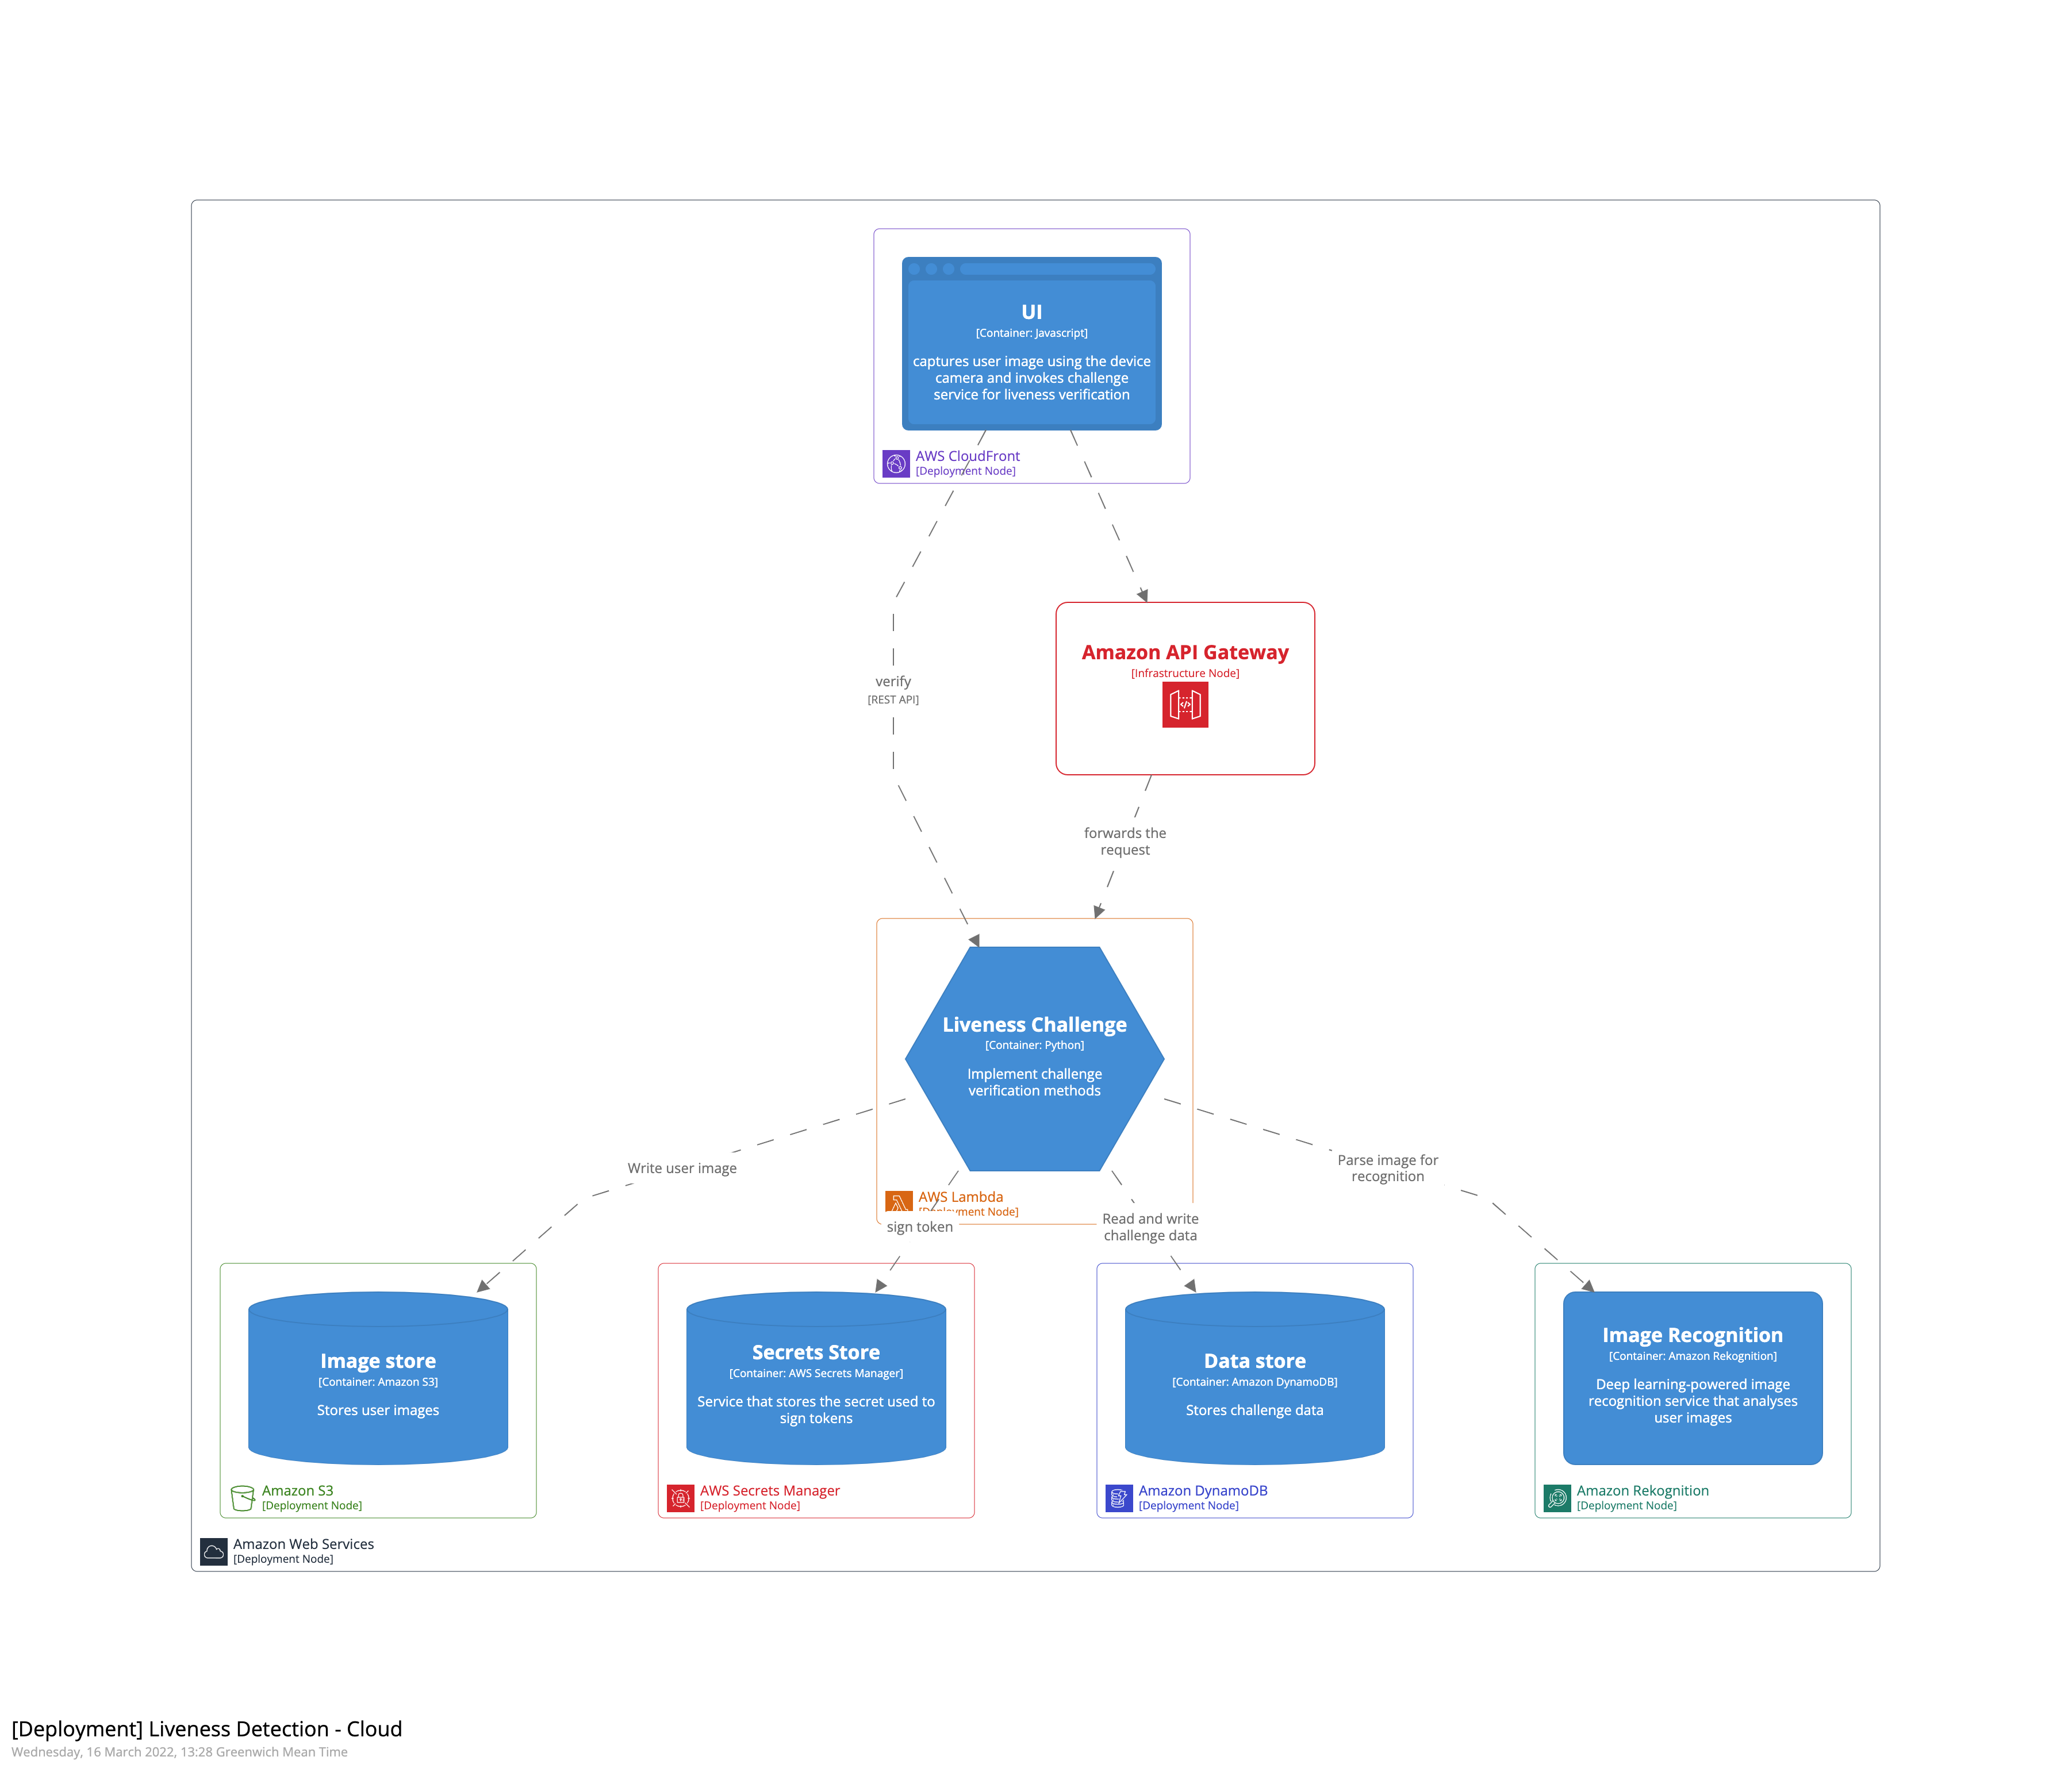 UI
[Container: Javascript]
captures user image using the device
camera and invokes challenge
service for liveness verification
AWS CloudFront
[Deployment Node]
Amazon API Gateway
[Infrastructure Node]
verify
[REST API]
forwards the
request
Liveness Challenge
[Container: Python]
Implement challenge
verification methods
AWS Lambda
[Deployment Node]
Write user image
sign token
Read and write
challenge data
Parse image for
recognition
Image store
[Container: Amazon S3]
Stores user images
Amazon S3
[Deployment Node]
Secrets Store
[Container: AWS Secrets Manager]
Service that stores the secret used to
sign tokens
AWS Secrets Manager
[Deployment Node]
Data store
[Container: Amazon DynamoDB]
Stores challenge data
Amazon DynamoDB
[Deployment Node]
Image Recognition
[Container: Amazon Rekognition]
Deep learning-powered image
recognition service that analyses
user images
Amazon Rekognition
[Deployment Node]
Amazon Web Services
[Deployment Node]
[Deployment] Liveness Detection - Cloud
Wednesday, 16 March 2022, 13:28 Greenwich Mean Time